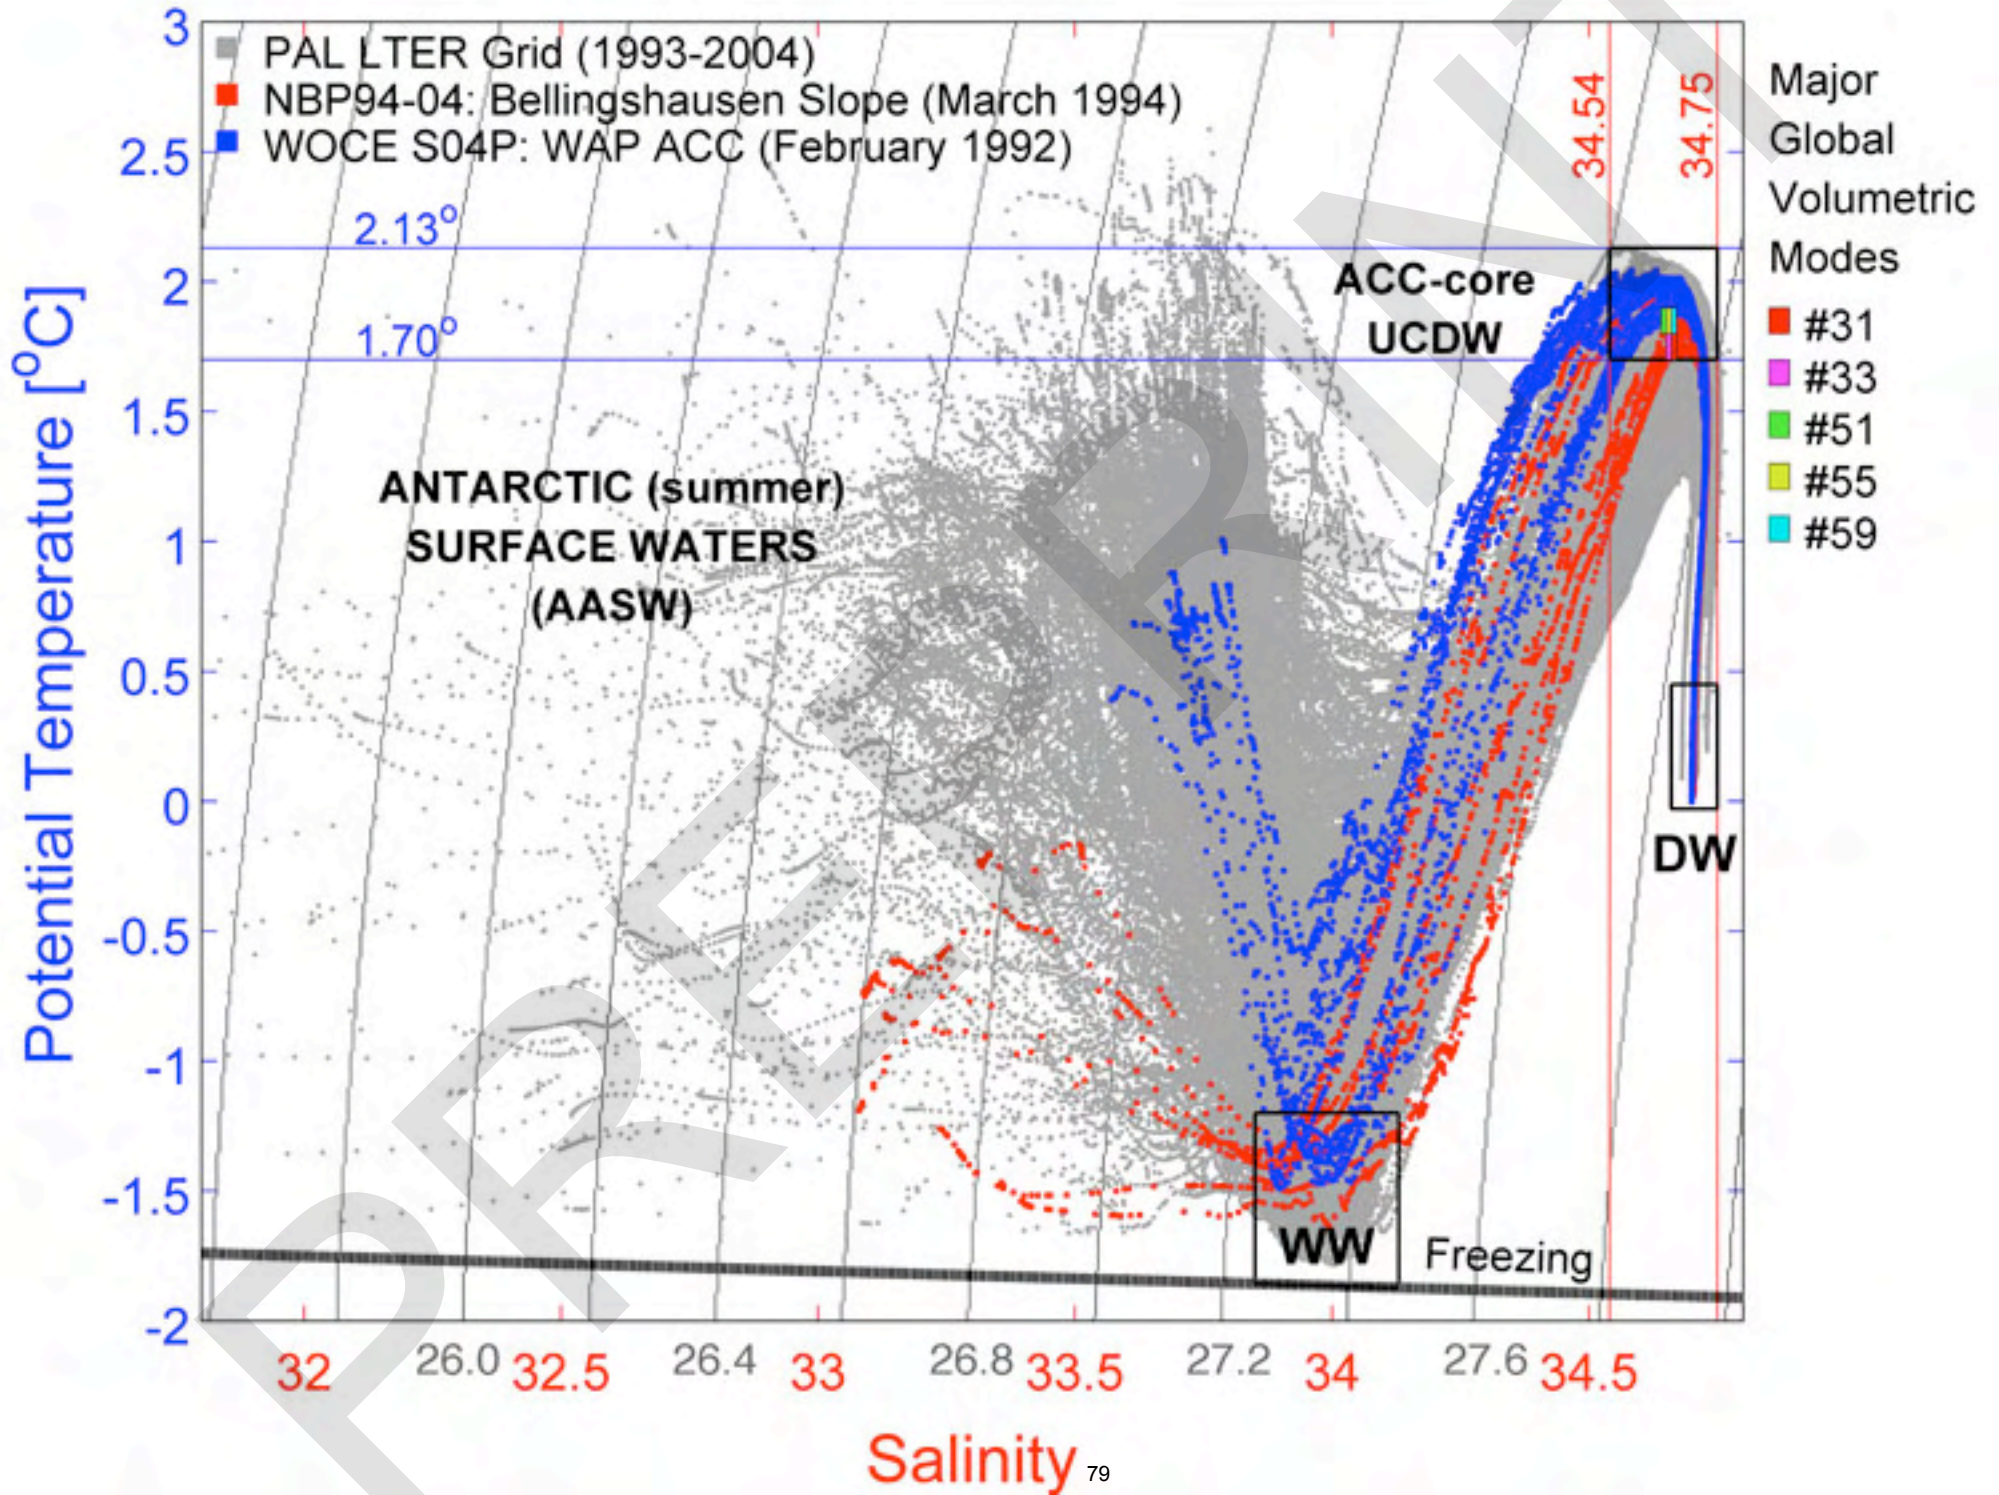 3
2.5
2
1.5
1
0.5
0
-0.5
-1
-1.5
-2
Potential Temperature [°C]
PAL LTER Grid (1993-2004)
NBP94-04: Bellingshausen Slope (March 1994)
WOCE S04P: WAP ACC (February 1992)
2.13°
1.70°
34.54
34.75
ACC-core
UCDW
ANTARCTIC (summer)
SURFACE WATERS
(AASW)
DW
WW
Freezing
Major
Global
Volumetric
Modes
#31
#33
#51
#55
#59
26.0 26.4 26.8 27.2 27.6
32 32.5 33 33.5 34 34.5
Salinity
79
PREPRINT